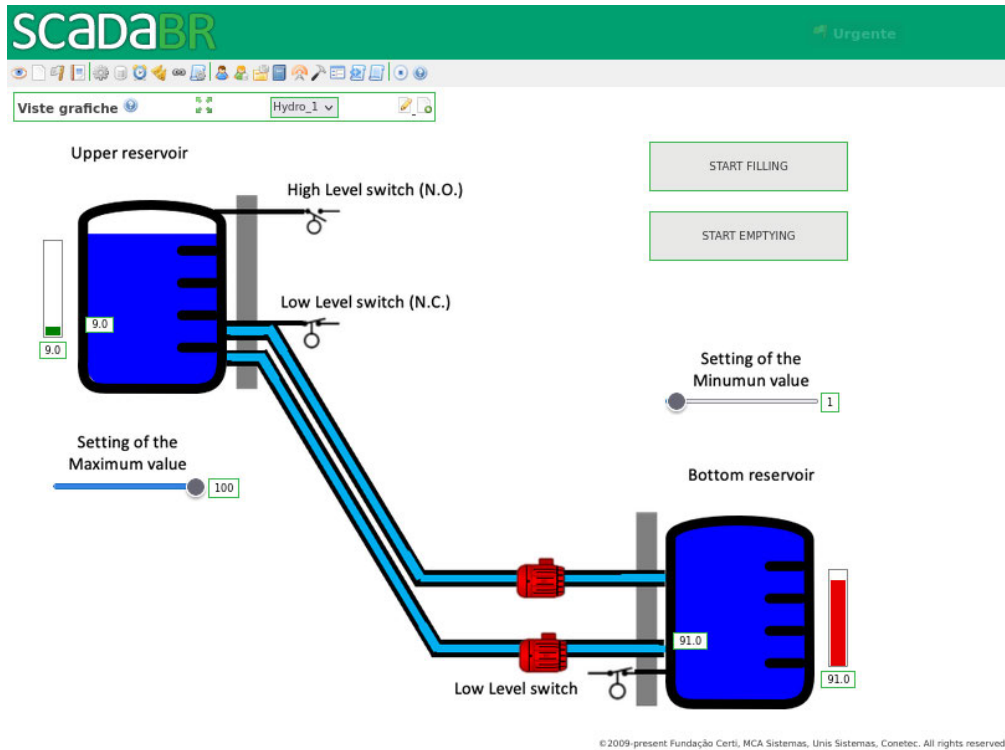 scadaBR
Urgente
Viste grafiche
Hydro_1
Upper reservoir
START FILLING
High Level switch (N.O.)
START EMPTYING
Low Level switch (N.C.)
9.0
9.0
Setting of the
Minumun value
1
Setting of the
Maximum value
100
Bottom reservoir
91.0
91.0
Low Level switch
©2009-present Fundação Certi, MCA Sistemas, Unis Sistemas, Conetec. All rights reserved